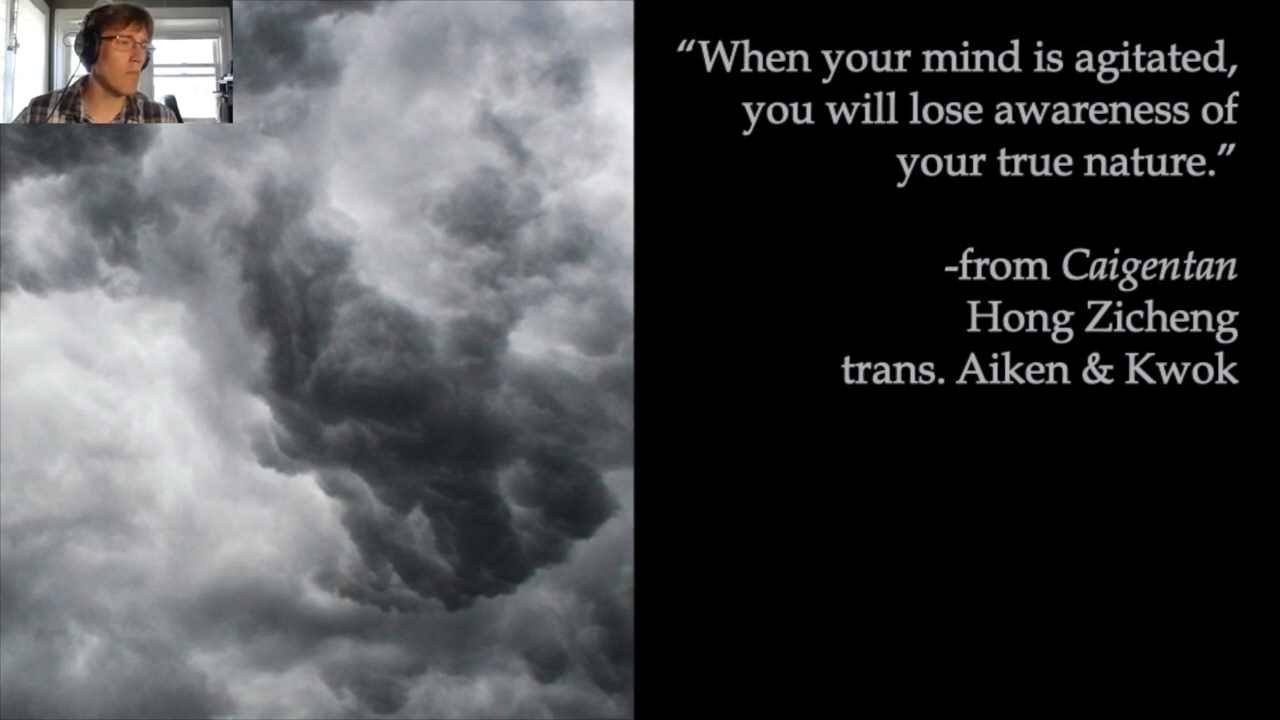 “When your mind is agitated,
you will lose awareness of
your true nature.”
-from Caigentan
Hong Zicheng
trans. Aiken & Kwok